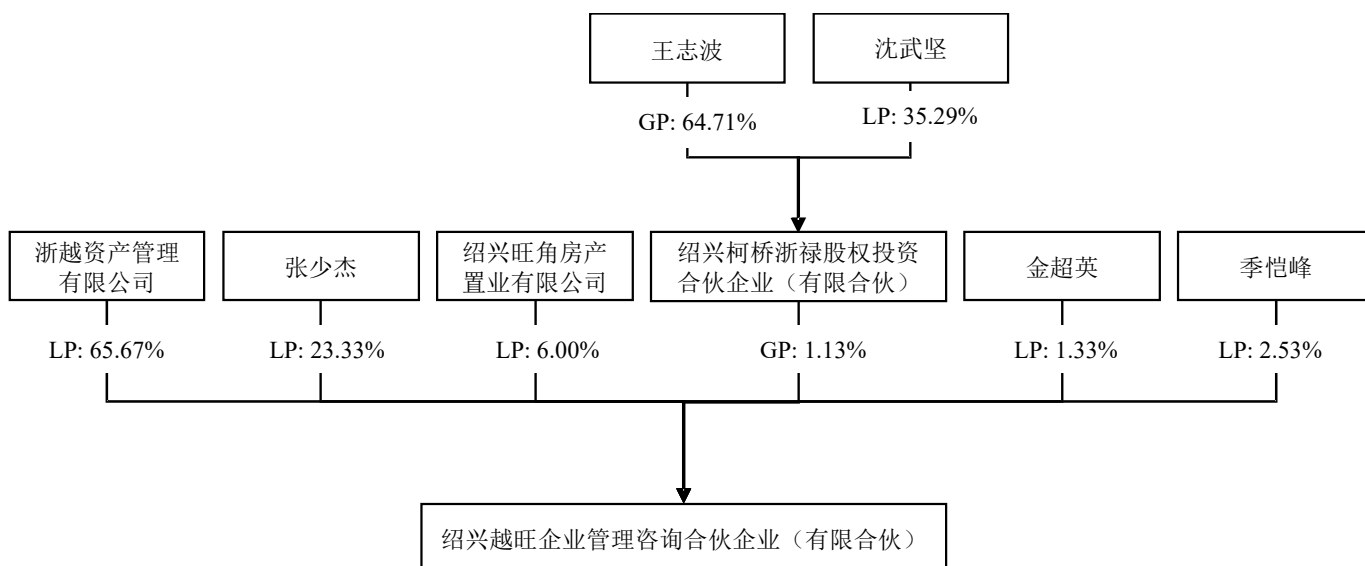 王志波
沈武坚
GP: 64.71%
LP: 35.29%
浙越资产管理
有限公司
张少杰
绍兴旺角房产
置业有限公司
绍兴柯桥浙禄股权投资
合伙企业（有限合伙）
金超英
季恺峰
LP: 65.67%
LP: 23.33%
LP: 6.00%
GP: 1.13%
LP: 1.33%
LP: 2.53%
绍兴越旺企业管理咨询合伙企业（有限合伙）